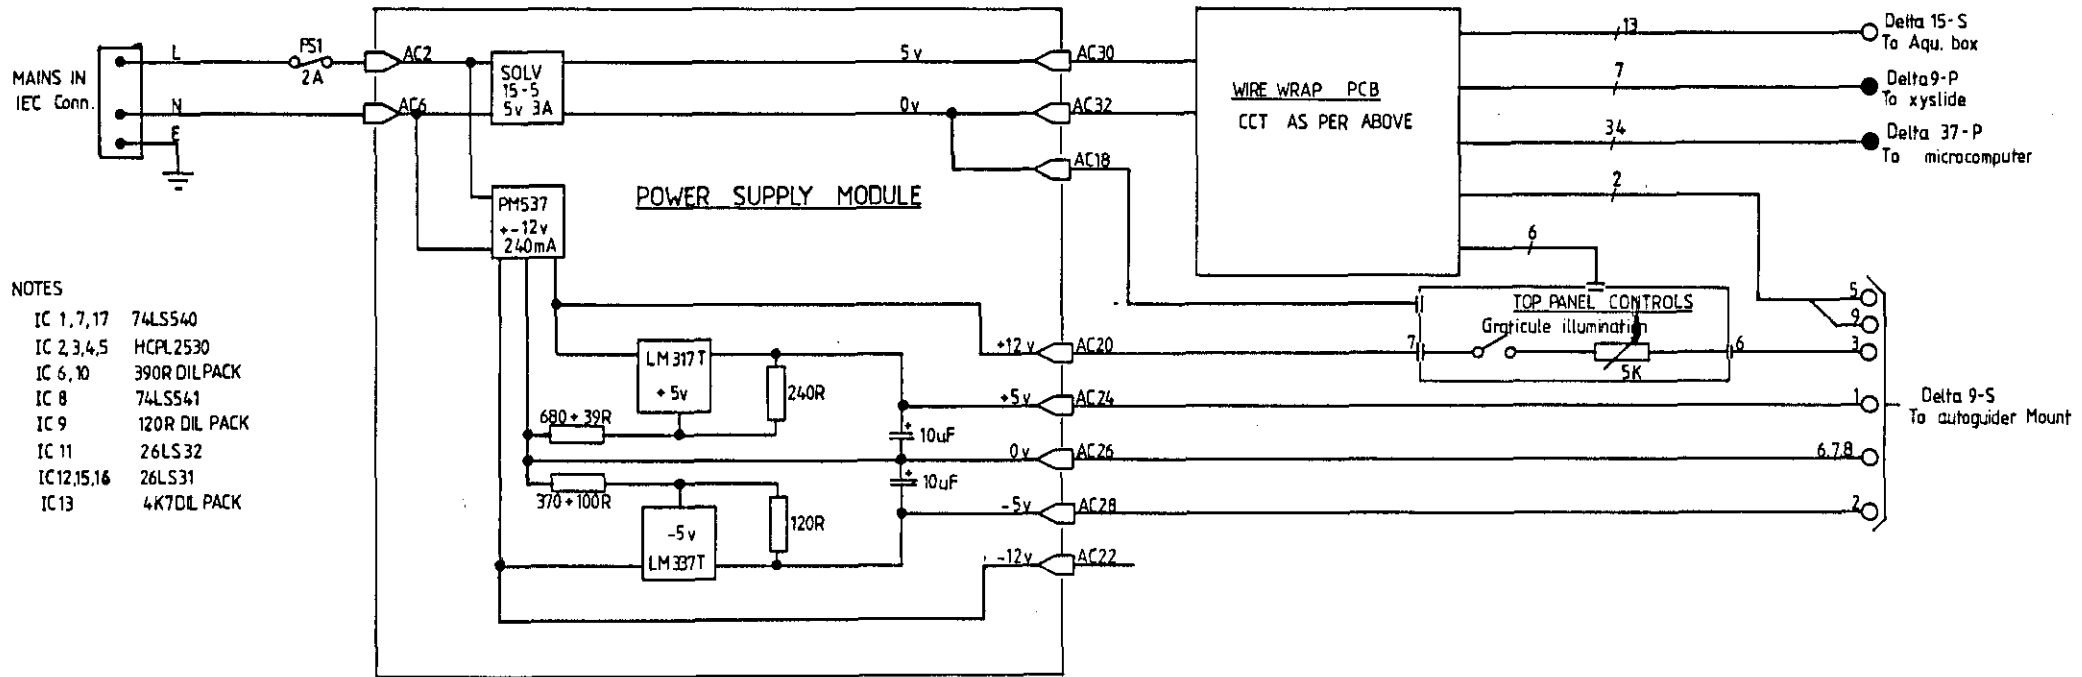 MAINS IN
IEC Conn.
L
N
E
FS1
2A
AC2
AC6
SOLV
15-5
5v 3A
5v
0v
AC30
AC32
AC18
POWER SUPPLY MODULE
PM537
+-12v
240mA
LM317T
+5v
240R
680+39R
10uF
+
370+100R
10uF
+
-5v
LM337T
120R
+12v
AC20
+5v
AC24
0v
AC26
-5v
AC28
-12v
AC22
WIRE WRAP PCB
CCT AS PER ABOVE
13
7
34
2
6
Delta 15-S
To Aqu. box
Delta 9-P
To xyslide
Delta 37-P
To microcomputer
TOP PANEL CONTROLS
Graticule illumination
7
5K
6
5
9
3
1
6,7,8
2
Delta 9-S
To autoguider Mount
NOTES
IC 1,7,17 74LS540
IC 2,3,4,5 HCPL2530
IC 6,10 390R DIL PACK
IC 8 74LS541
IC 9 120R DIL PACK
IC 11 26LS32
IC12,15,16 26LS31
IC13 4K7DIL PACK